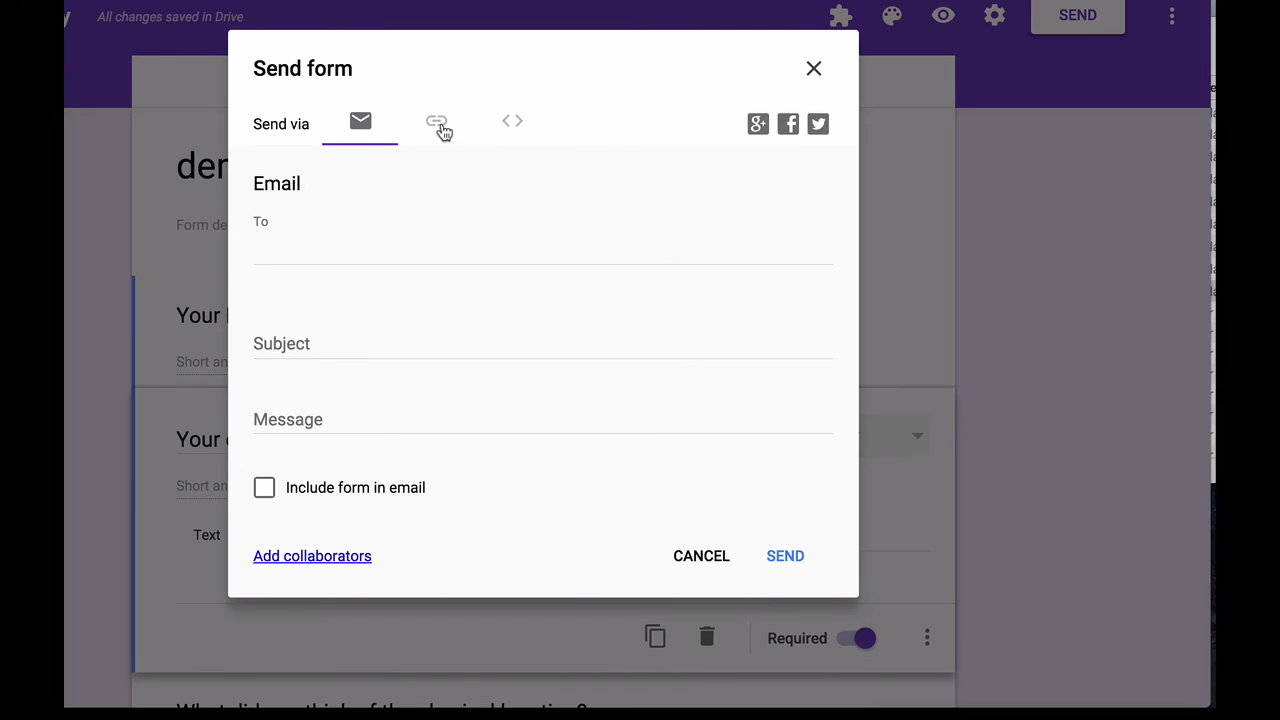 All changes saved in Drive
SEND
Send form
Send via
Email
To
Subject
Message
Include form in email
Add collaborators
CANCEL
SEND
Form de
Your
Short an
Your
Short an
Text
Required